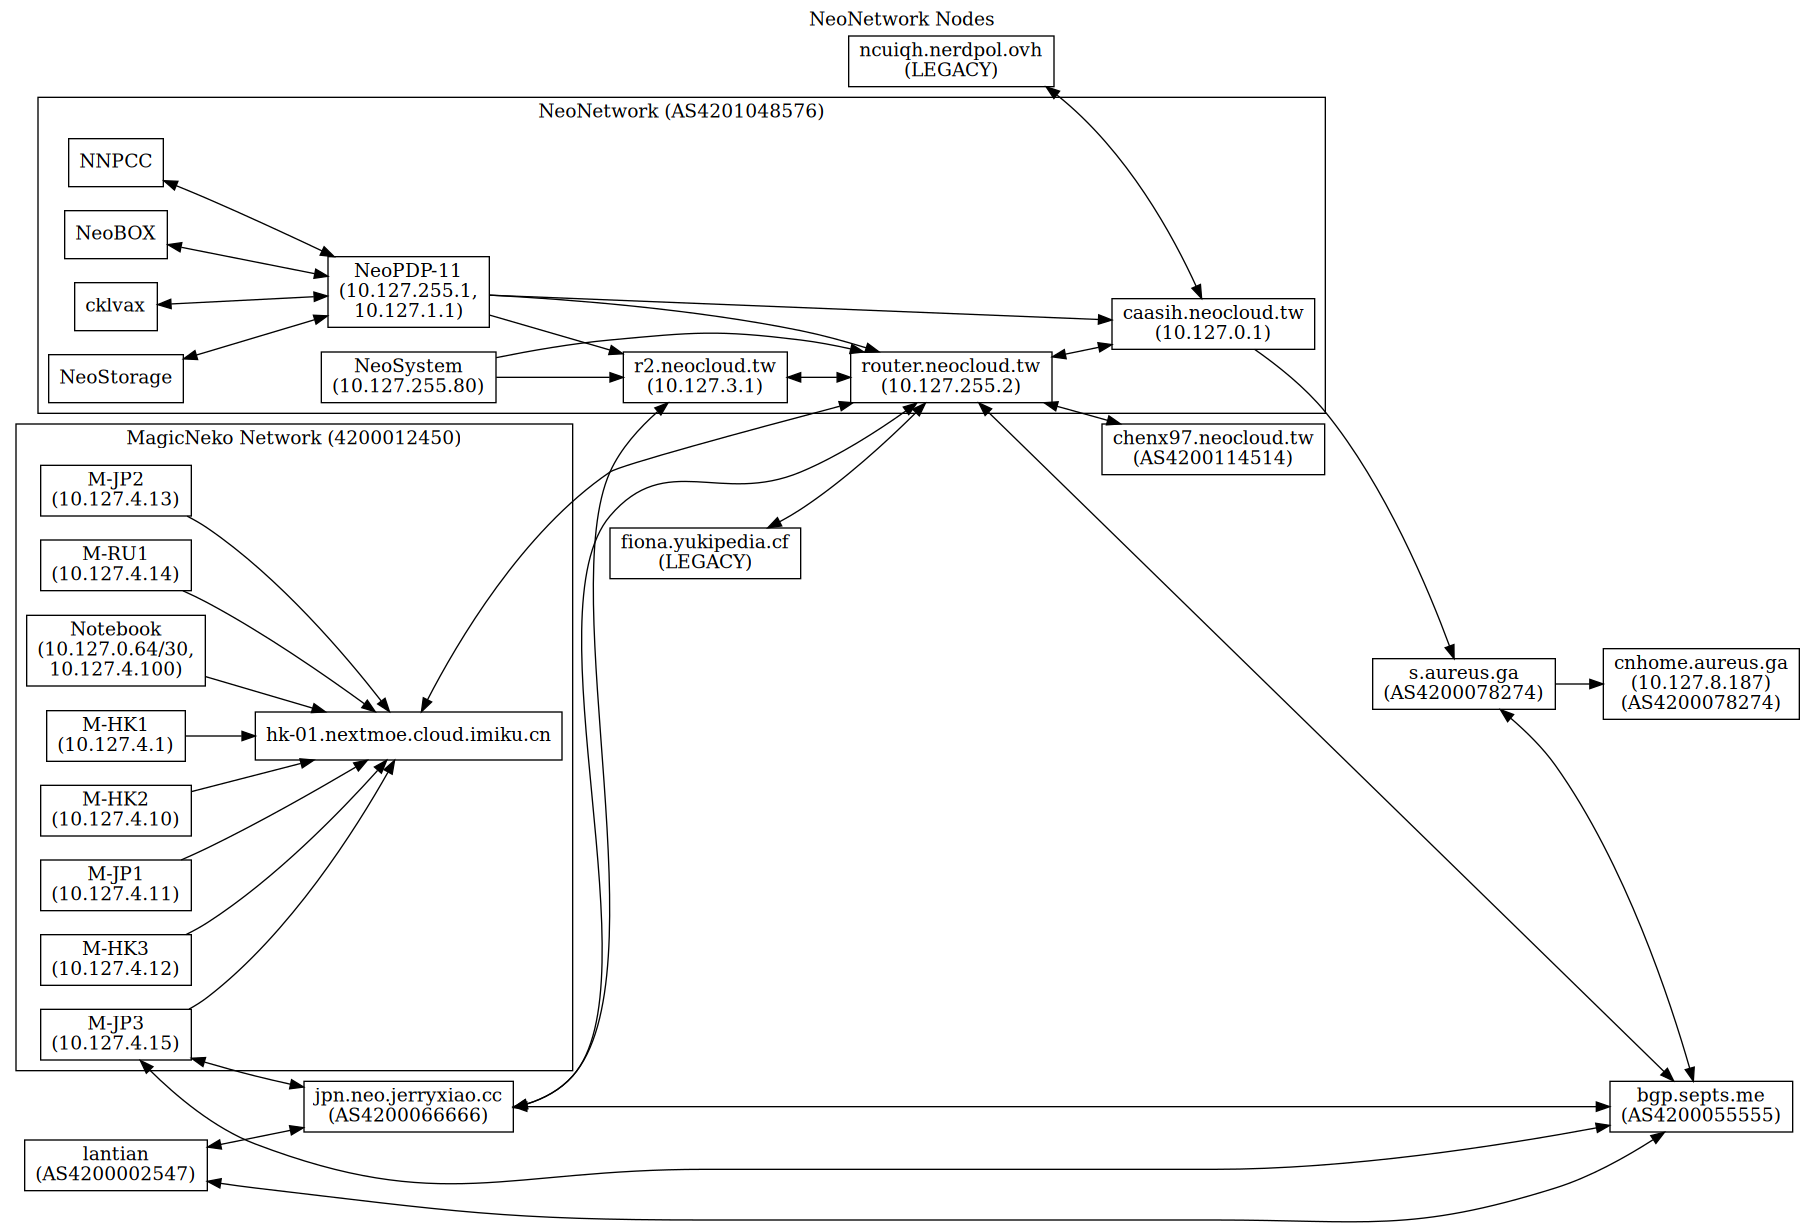 NeoNetwork Nodes
ncuiqh.nerdpol.ovh
(LEGACY)
NeoNetwork (AS4201048576)
NNPCC
NeoBOX
cklvax
NeoStorage
NeoPDP-11
(10.127.255.1,
10.127.1.1)
NeoSystem
(10.127.255.80)
r2.neocloud.tw
(10.127.3.1)
router.neocloud.tw
(10.127.255.2)
caasih.neocloud.tw
(10.127.0.1)
chenx97.neocloud.tw
(AS4200114514)
fiona.yukipedia.cf
(LEGACY)
MagicNeko Network (4200012450)
M-JP2
(10.127.4.13)
M-RU1
(10.127.4.14)
Notebook
(10.127.0.64/30,
10.127.4.100)
M-HK1
(10.127.4.1)
M-HK2
(10.127.4.10)
M-JP1
(10.127.4.11)
M-HK3
(10.127.4.12)
M-JP3
(10.127.4.15)
hk-01.nextmoe.cloud.imiku.cn
s.aureus.ga
(AS4200078274)
cnhome.aureus.ga
(10.127.8.187)
(AS4200078274)
jpn.neo.jerryxiao.cc
(AS4200066666)
bgp.septs.me
(AS4200055555)
lantian
(AS4200002547)